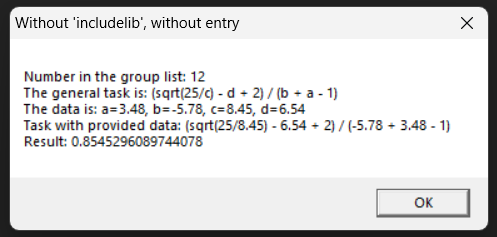 Without 'includelib', without entry
Number in the group list: 12
The general task is: (sqrt(25/c) - d + 2) / (b + a - 1)
The data is: a=3.48, b=-5.78, c=8.45, d=6.54
Task with provided data: (sqrt(25/8.45) - 6.54 + 2) / (-5.78 + 3.48 - 1)
Result: 0.8545296089744078
OK